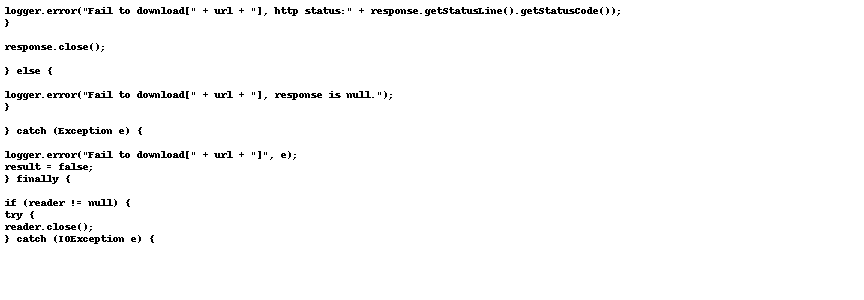 logger.error("Fail to download[" + url + "], http status:" + response.getStatusLine().getStatusCode());
}
response.close();
} else {
logger.error("Fail to download[" + url + "], response is null.");
}
} catch (Exception e) {
logger.error("Fail to download[" + url + "]", e);
result = false;
} finally {
if (reader != null) {
try {
reader.close();
} catch (IOException e) {